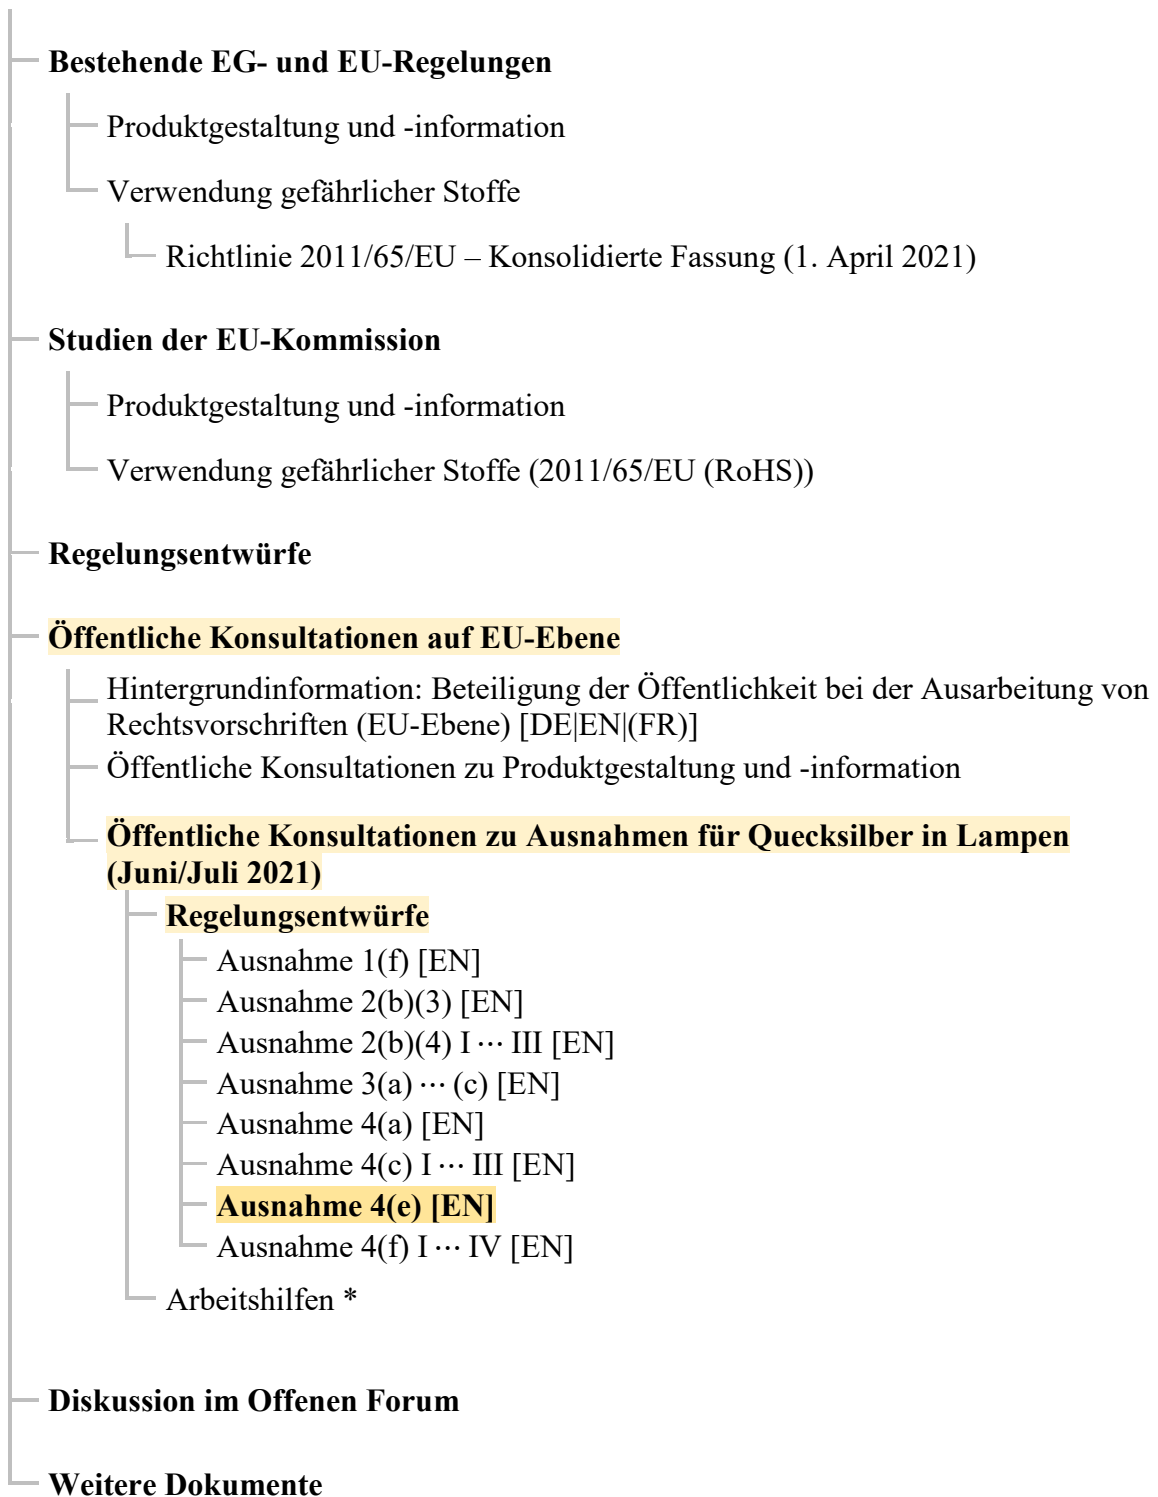 Bestehende EG- und EU-Regelungen
Produktgestaltung und -information
Verwendung gefährlicher Stoffe
Richtlinie 2011/65/EU – Konsolidierte Fassung (1. April 2021)
Studien der EU-Kommission
Produktgestaltung und -information
Verwendung gefährlicher Stoffe (2011/65/EU (RoHS))
Regelungsentwürfe
Öffentliche Konsultationen auf EU-Ebene
Hintergrundinformation: Beteiligung der Öffentlichkeit bei der Ausarbeitung von
Rechtsvorschriften (EU-Ebene) [DE|EN|(FR)]
Öffentliche Konsultationen zu Produktgestaltung und -information
Öffentliche Konsultationen zu Ausnahmen für Quecksilber in Lampen
(Juni/Juli 2021)
Regelungsentwürfe
Ausnahme 1(f) [EN]
Ausnahme 2(b)(3) [EN]
Ausnahme 2(b)(4) I ··· III [EN]
Ausnahme 3(a) ··· (c) [EN]
Ausnahme 4(a) [EN]
Ausnahme 4(c) I ··· III [EN]
Ausnahme 4(e) [EN]
Ausnahme 4(f) I ··· IV [EN]
Arbeitshilfen *
Diskussion im Offenen Forum
Weitere Dokumente